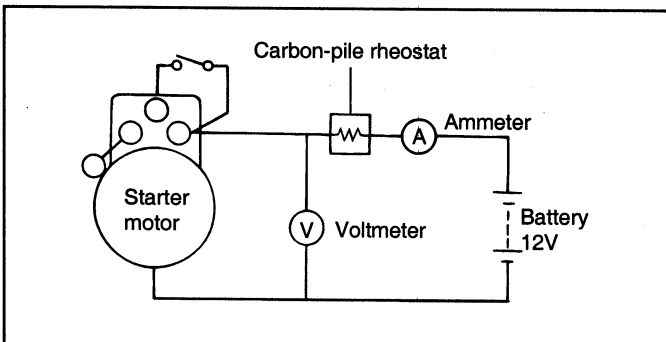 Carbon-pile rheostat
A
Ammeter
Starter
motor
V
Voltmeter
Battery
12V